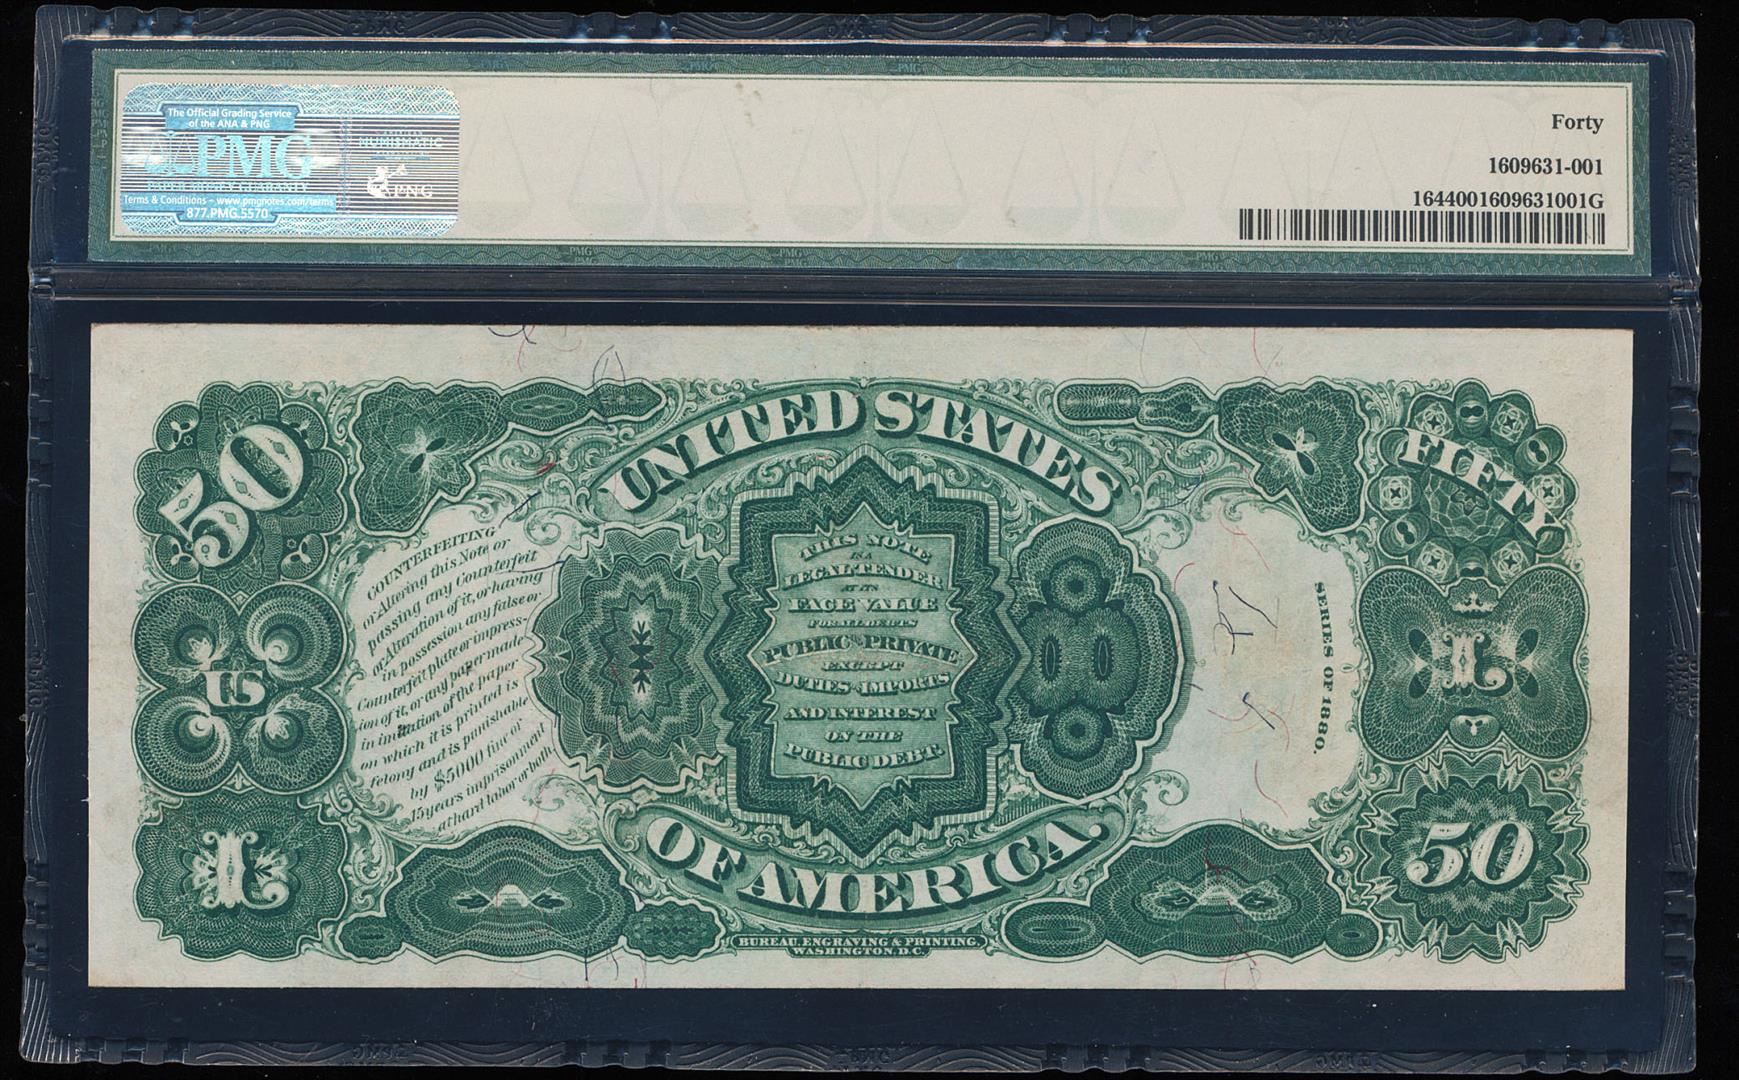 The Official Grading Service
of the ANA & PNG
PMG
PAPER MONEY GUARANTY
Terms & Conditions ~ www.pmgnotes.com/terms
877.PMG.5570
NUMISMATIC
PNG
Forty
1609631-001
1644001609631001G
50
UNITED STATES
FIFTY
COUNTERFEITING
or Altering this Note or
passing any Counterfeit
or Alteration of it, or having
in possession any false or
Counterfeit plate or impress-
ion of it, or any paper made
in imitation of the paper
on which it is printed is
felony and is punishable
by $5000 fine or
15 years imprisonment
at hard labor or both.
THIS NOTE
IS A
LEGAL TENDER
AT ITS
FACE VALUE
FOR ALL DEBTS
PUBLIC AND PRIVATE
EXCEPT
DUTIES ON IMPORTS
AND INTEREST
ON THE
PUBLIC DEBT.
SERIES OF 1880.
US
L
L
50
OF AMERICA.
BUREAU, ENGRAVING & PRINTING,
WASHINGTON, D.C.